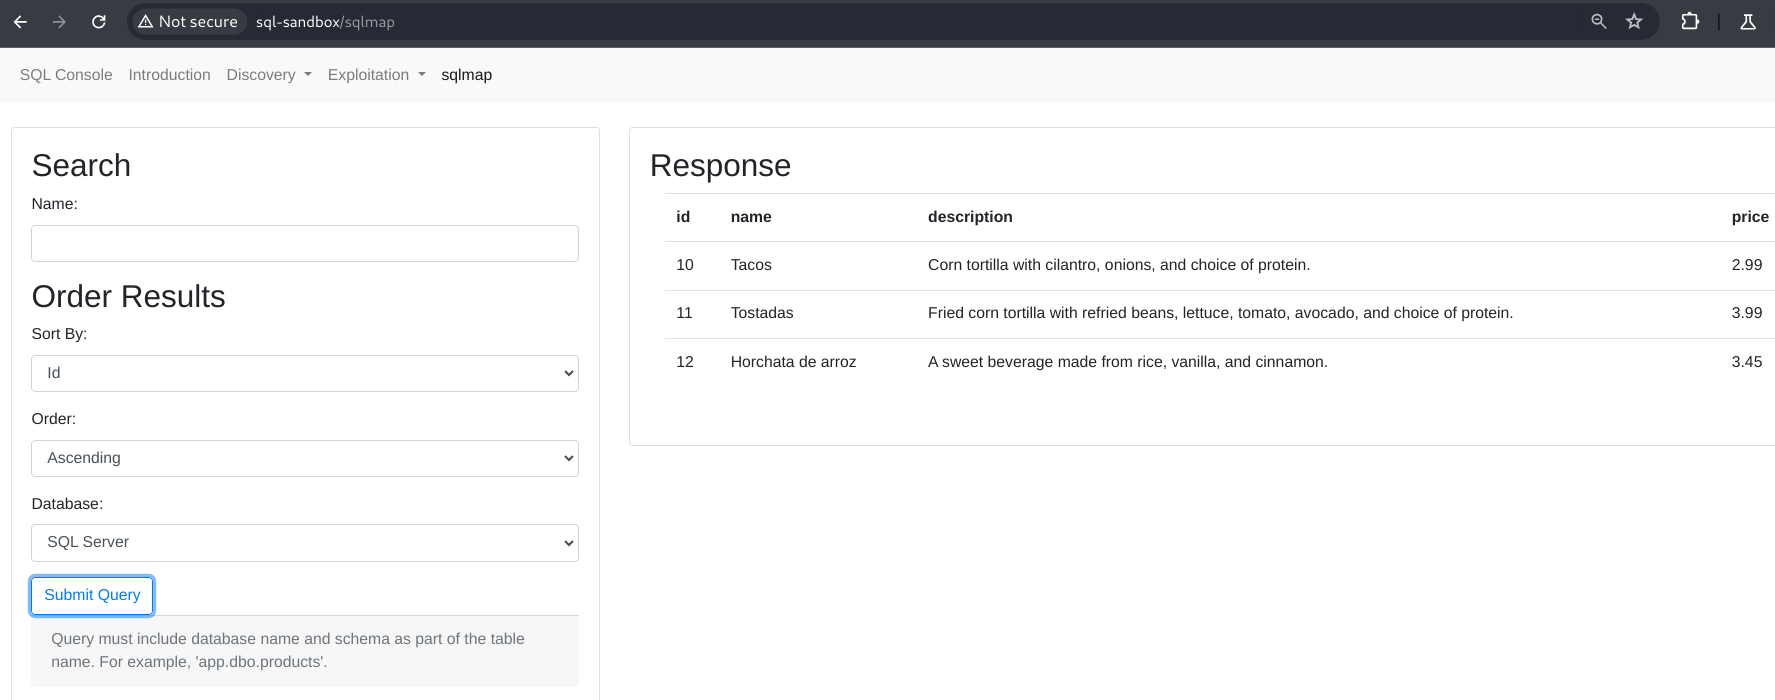 Not secure sql-sandbox/sqlmap
SQL Console Introduction Discovery Exploitation sqlmap
Search
Name:
Order Results
Sort By:
Id
Order:
Ascending
Database:
SQL Server
Submit Query
Query must include database name and schema as part of the table
name. For example, 'app.dbo.products'.
Response
id name description price
10 Tacos Corn tortilla with cilantro, onions, and choice of protein. 2.99
11 Tostadas Fried corn tortilla with refried beans, lettuce, tomato, avocado, and choice of protein. 3.99
12 Horchata de arroz A sweet beverage made from rice, vanilla, and cinnamon. 3.45